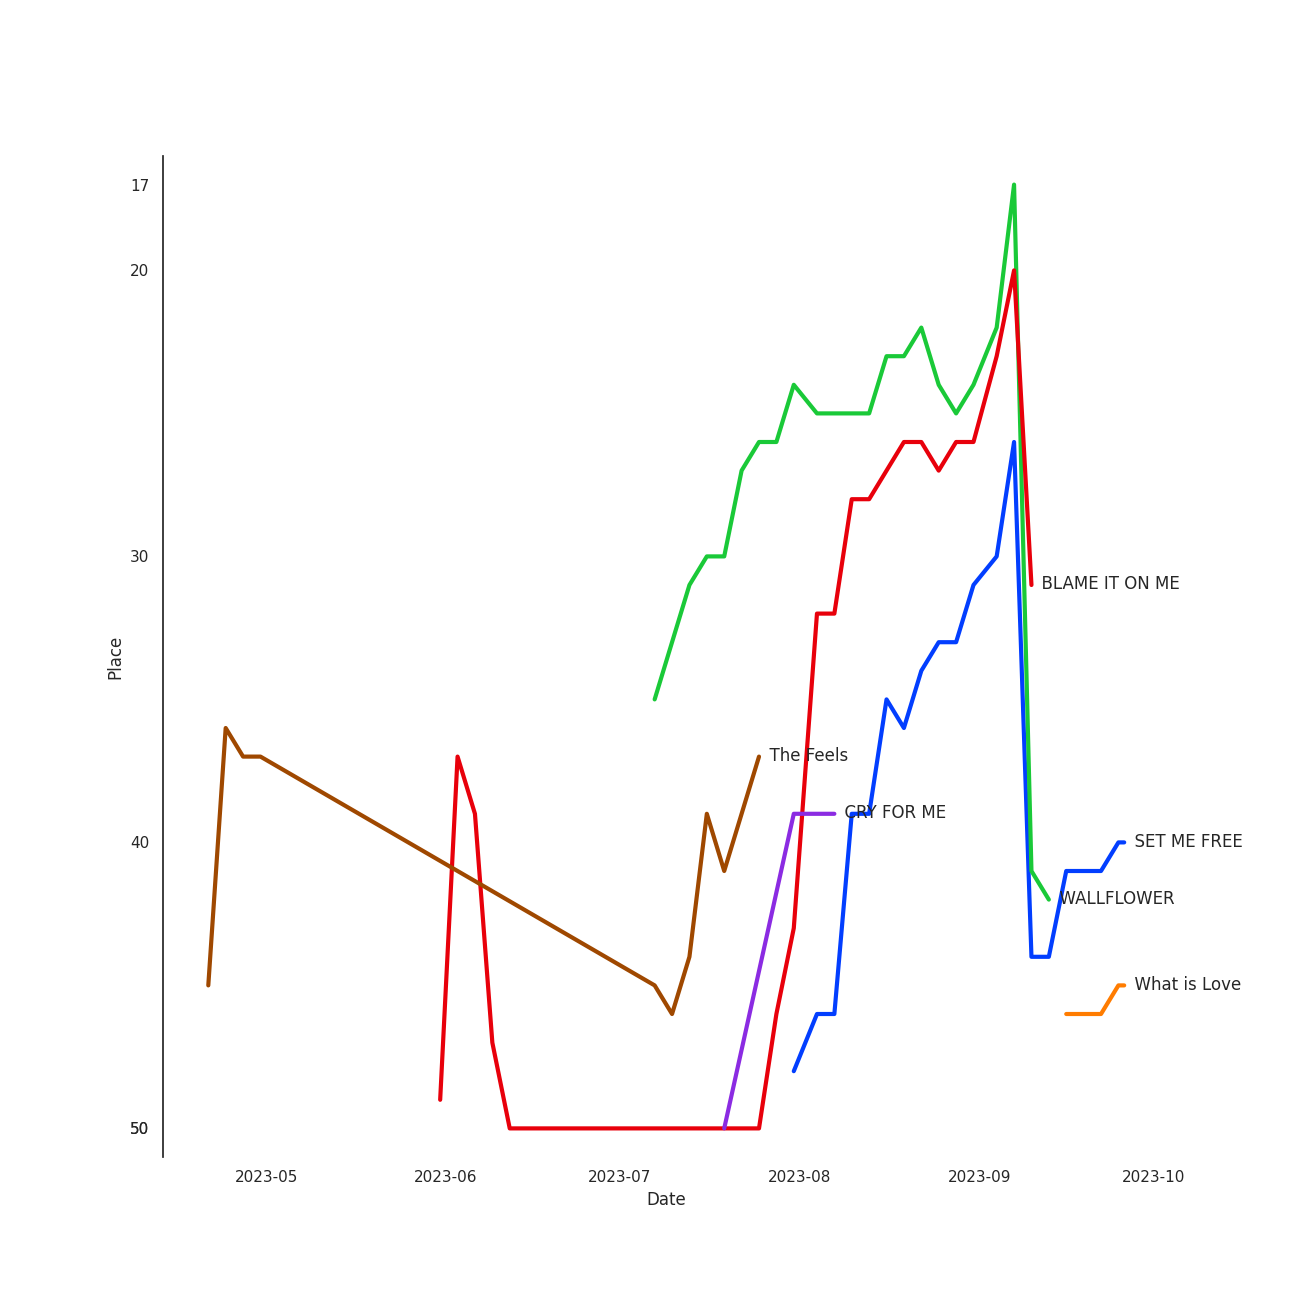 17
20
30
40
50
Place
BLAME IT ON ME
The Feels
CRY FOR ME
SET ME FREE
WALLFLOWER
What is Love
2023-05
2023-06
2023-07
2023-08
2023-09
2023-10
Date